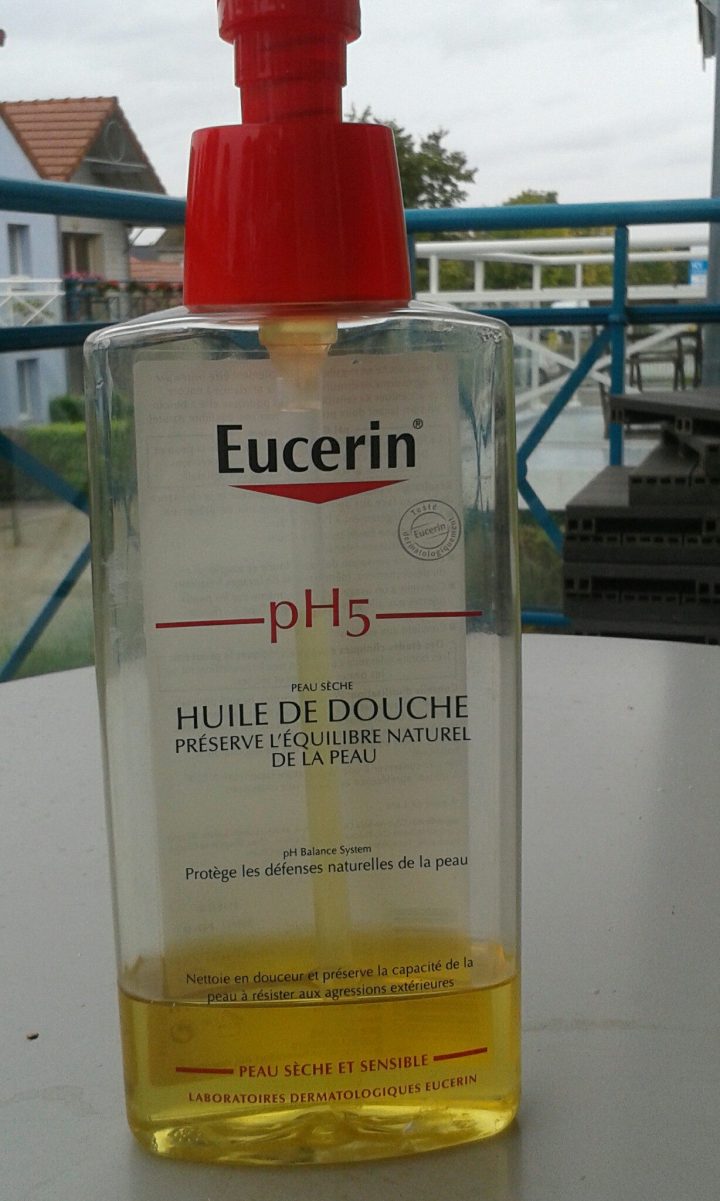 Eucerin®
Testé dermatologiquement
Eucerin
pH5
PEAU SÈCHE
HUILE DE DOUCHE
PRÉSERVE L'ÉQUILIBRE NATUREL
DE LA PEAU
pH Balance System
Protège les défenses naturelles de la peau
Nettoie en douceur et préserve la capacité de la
peau à résister aux agressions extérieures
PEAU SÈCHE ET SENSIBLE
LABORATOIRES DERMATOLOGIQUES EUCERIN